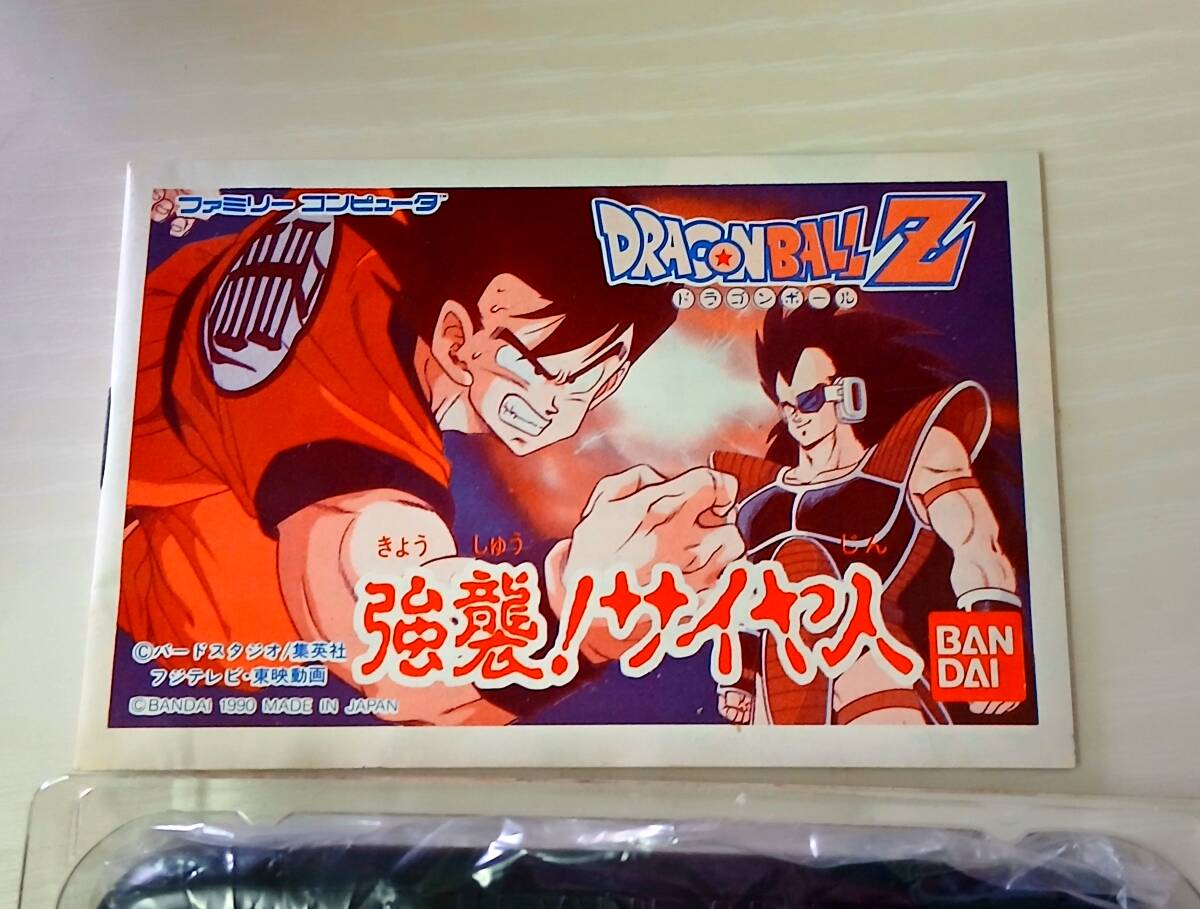 ファミリー コンピュータ™
DRAGON BALL Z
ドラゴンボール
きょう しゅう じん
強襲!サイヤ人
©バードスタジオ/集英社
フジテレビ・東映動画
©BANDAI 1990 MADE IN JAPAN
BAN
DAI